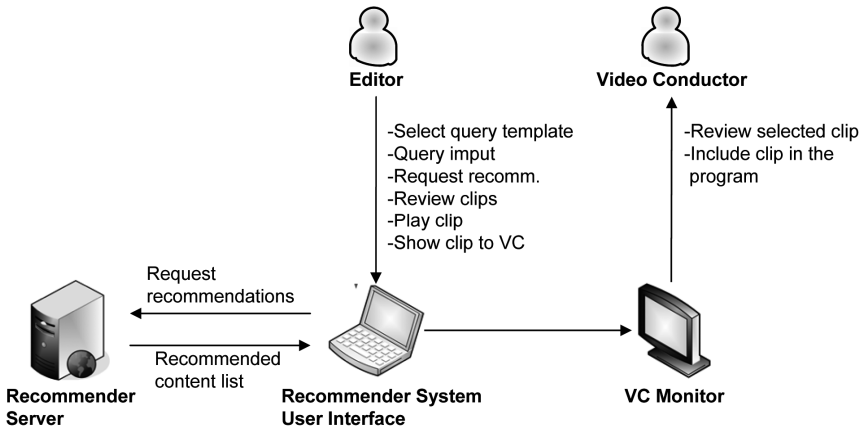 Editor
Video Conductor
-Select query template
-Query imput
-Request recomm.
-Review clips
-Play clip
-Show clip to VC
-Review selected clip
-Include clip in the
program
Request
recommendations
Recommended
content list
Recommender
Server
Recommender System
User Interface
VC Monitor